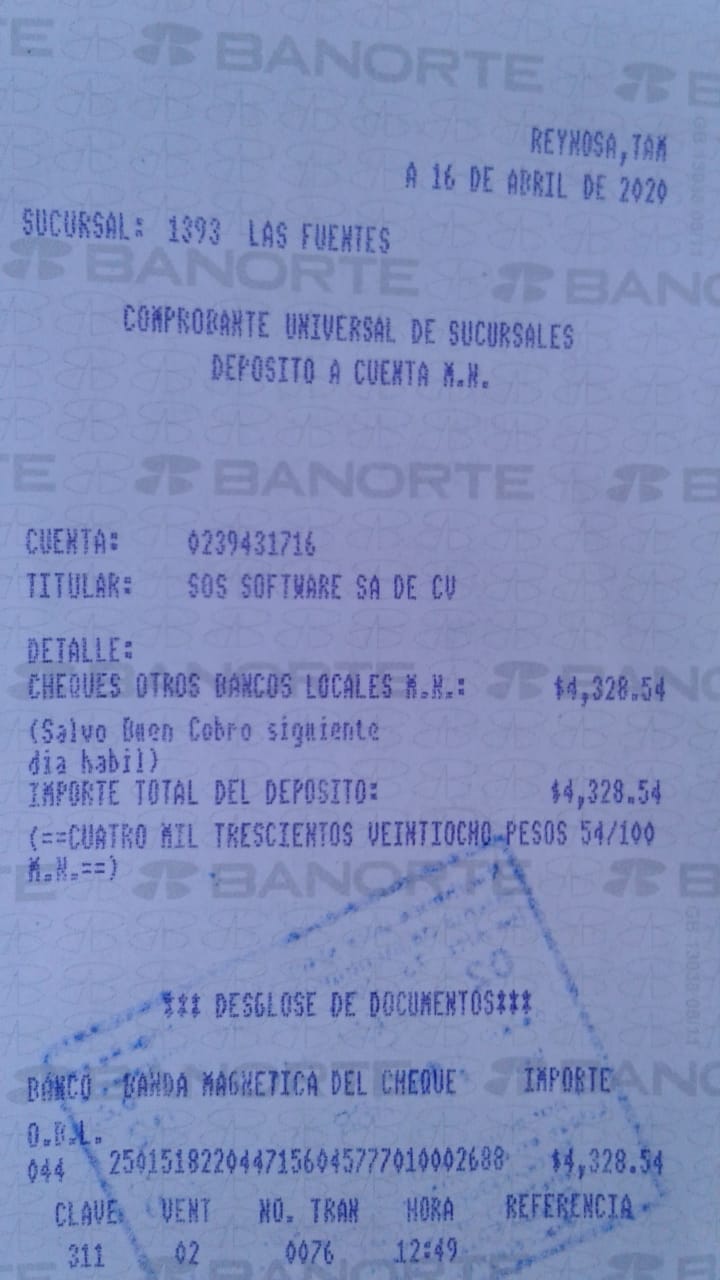 BANORTE
REYNOSA, TAM
A 16 DE ABRIL DE 2020
SUCURSAL: 1393 LAS FUENTES
BANORTE BAN
COMPROBANTE UNIVERSAL DE SUCURSALES
DEPOSITO A CUENTA M.N.
BANORTE
CUENTA: 0239431716
TITULAR: SOS SOFTWARE SA DE CV
DETALLE:
CHEQUES OTROS BANCOS LOCALES M.N.: $4,328.54
(Salvo Buen Cobro siguiente
dia habil)
IMPORTE TOTAL DEL DEPOSITO: $4,328.54
(==CUATRO MIL TRESCIENTOS VEINTIOCHO PESOS 54/100
M.N.==)
BANORTE
*** DESGLOSE DE DOCUMENTOS***
BANCO BANDA MAGNETICA DEL CHEQUE IMPORTE
O.B.L.
044 2501518220447156045777010002688 $4,328.54
CLAVE VENT NO. TRAN HORA REFERENCIA
311 02 0076 12:49
BANORTE